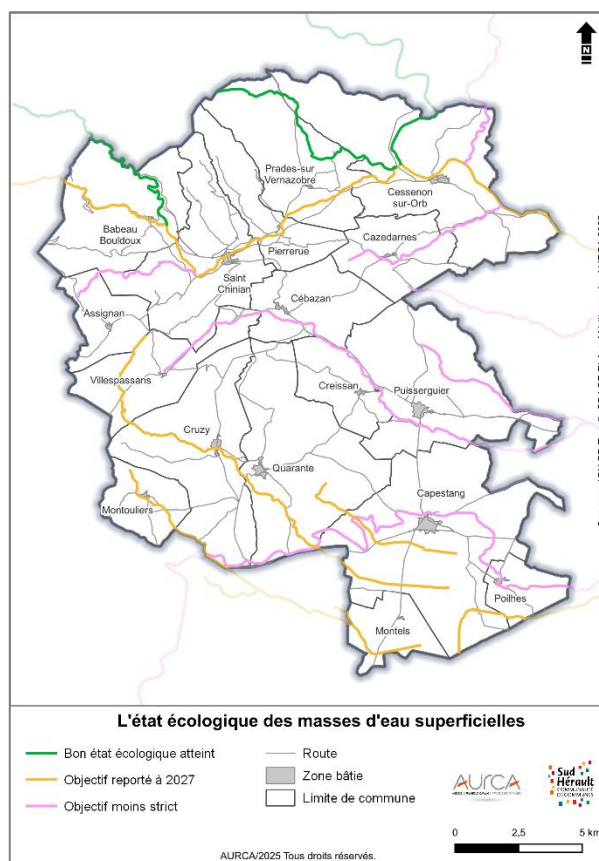 N
Prades-sur
Vernazobre
Cessenon
sur-Orb
Babeau
Bouldoux
Pierrerue
Cazedarnes
Saint
Chinian
Assignan
Cébazan
Villespassans
Creissan
Puisserguier
Cruzy
Quarante
Capestang
Montouliers
Poilhes
Montels
L'état écologique des masses d'eau superficielles
Bon état écologique atteint
Objectif reporté à 2027
Objectif moins strict
Route
Zone bâtie
Limite de commune
AURCA
Sud
Hérault
COMMUNAUTÉ
DE COMMUNES
0 2,5 5 km
AURCA/2025 Tous droits réservés.